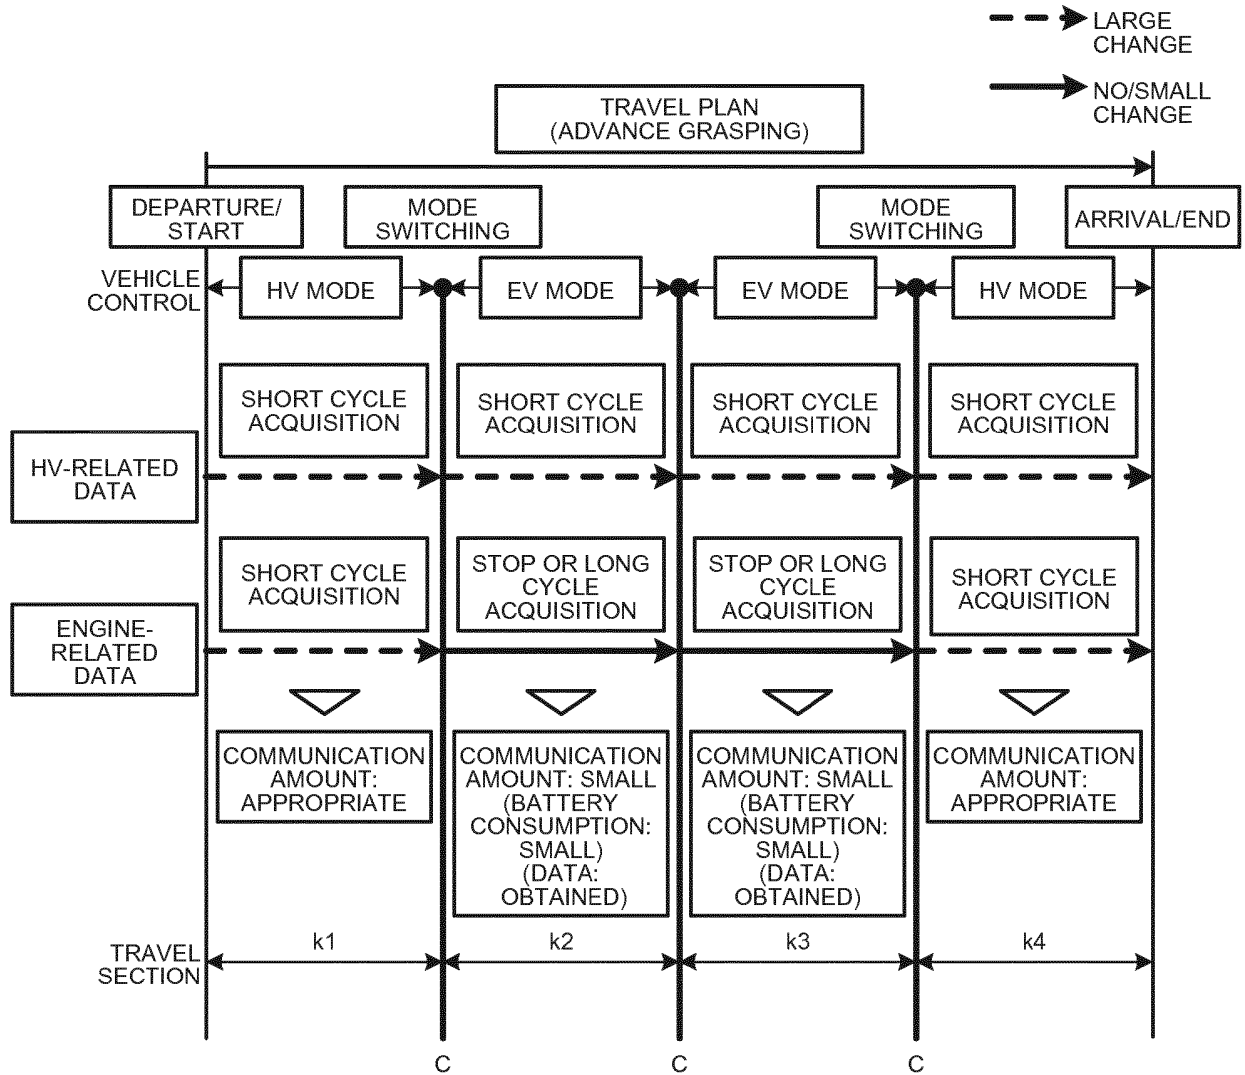 LARGE
CHANGE
NO/SMALL
CHANGE
TRAVEL PLAN
(ADVANCE GRASPING)
DEPARTURE/
START
MODE
SWITCHING
MODE
SWITCHING
ARRIVAL/END
VEHICLE
CONTROL
HV MODE
EV MODE
EV MODE
HV MODE
SHORT CYCLE
ACQUISITION
SHORT CYCLE
ACQUISITION
SHORT CYCLE
ACQUISITION
SHORT CYCLE
ACQUISITION
HV-RELATED
DATA
SHORT CYCLE
ACQUISITION
STOP OR LONG
CYCLE
ACQUISITION
STOP OR LONG
CYCLE
ACQUISITION
SHORT CYCLE
ACQUISITION
ENGINE-
RELATED
DATA
COMMUNICATION
AMOUNT:
APPROPRIATE
COMMUNICATION
AMOUNT: SMALL
(BATTERY
CONSUMPTION:
SMALL)
(DATA:
OBTAINED)
COMMUNICATION
AMOUNT: SMALL
(BATTERY
CONSUMPTION:
SMALL)
(DATA:
OBTAINED)
COMMUNICATION
AMOUNT:
APPROPRIATE
TRAVEL
SECTION
k1
k2
k3
k4
C
C
C